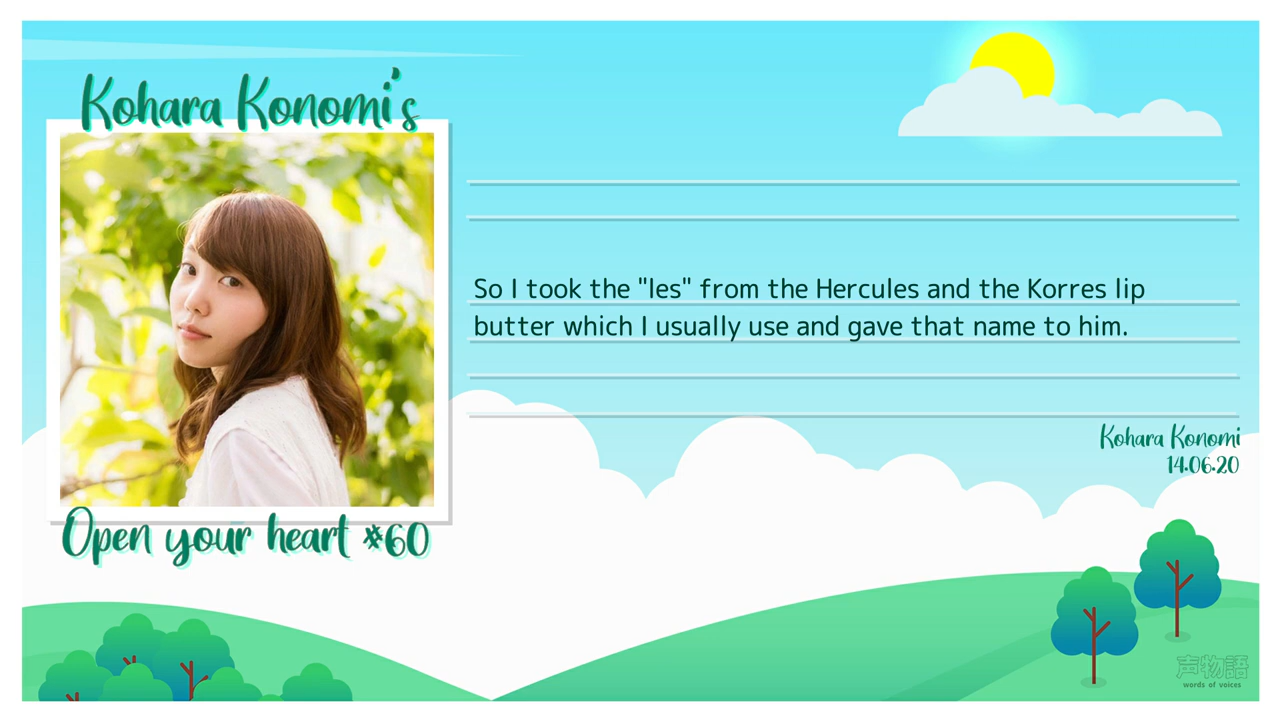 Kohara Konomi's
So I took the "les" from the Hercules and the Korres lip
butter which I usually use and gave that name to him.
Kohara Konomi
14.06.20
Open your heart #60
声物語
words of voices